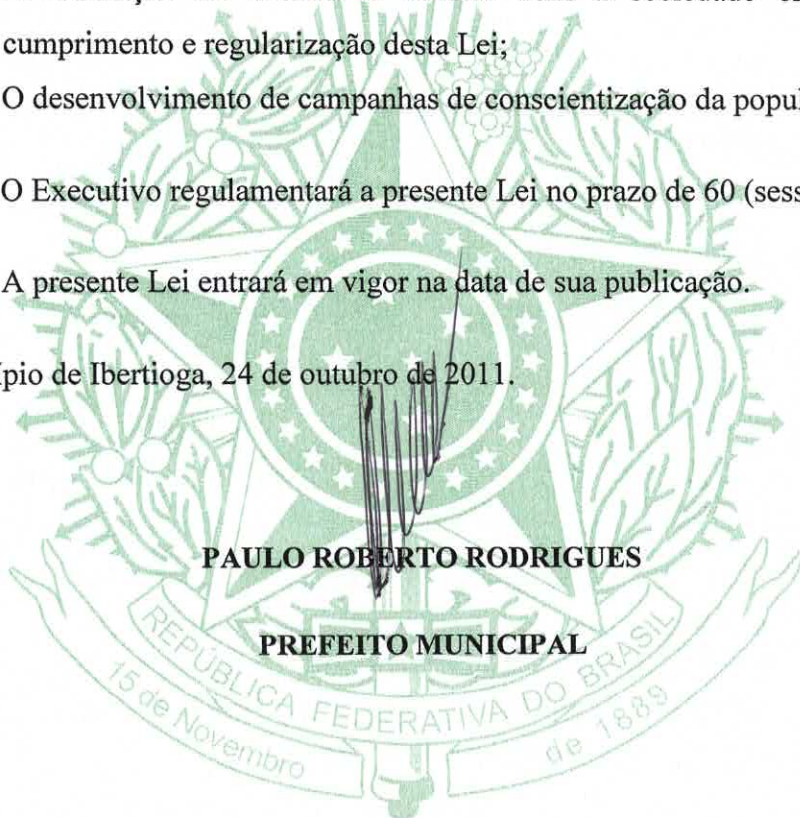 cumprimento e regularização desta Lei;
O desenvolvimento de campanhas de conscientização da popul
O Executivo regulamentará a presente Lei no prazo de 60 (sess
A presente Lei entrará em vigor na data de sua publicação.
ípio de Ibertioga, 24 de outubro de 2011.
PAULO ROBERTO RODRIGUES
PREFEITO MUNICIPAL
REPÚBLICA FEDERATIVA DO BRASIL
15 de Novembro de 1889